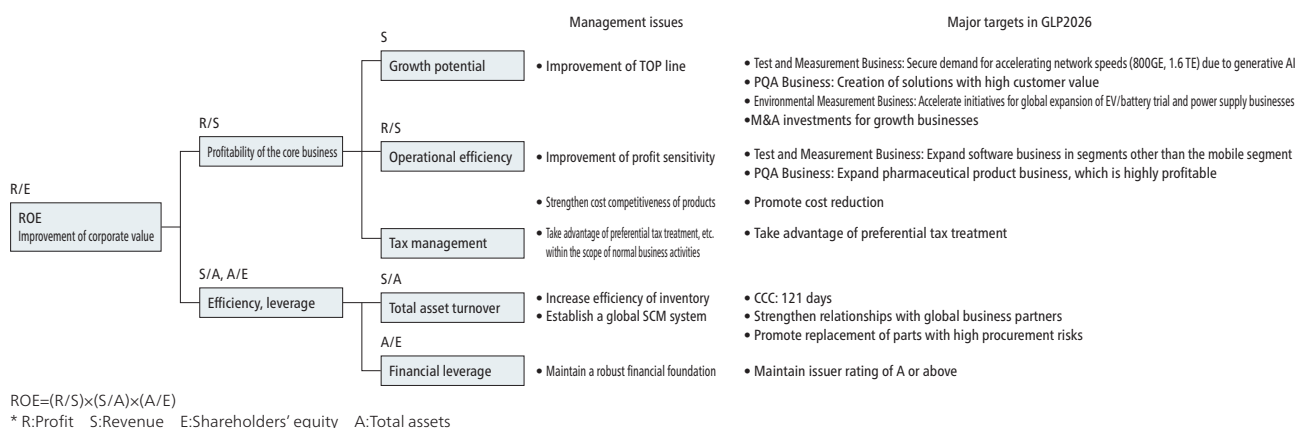 Management issues
Major targets in GLP2026
S
Growth potential
• Improvement of TOP line
• Test and Measurement Business: Secure demand for accelerating network speeds (800GE, 1.6 TE) due to generative AI
• PQA Business: Creation of solutions with high customer value
• Environmental Measurement Business: Accelerate initiatives for global expansion of EV/battery trial and power supply businesses
•M&A investments for growth businesses
R/S
Profitability of the core business
R/S
Operational efficiency
• Improvement of profit sensitivity
• Test and Measurement Business: Expand software business in segments other than the mobile segment
• PQA Business: Expand pharmaceutical product business, which is highly profitable
R/E
ROE
Improvement of corporate value
• Strengthen cost competitiveness of products
• Promote cost reduction
Tax management
• Take advantage of preferential tax treatment, etc.
within the scope of normal business activities
• Take advantage of preferential tax treatment
S/A, A/E
Efficiency, leverage
S/A
Total asset turnover
• Increase efficiency of inventory
• Establish a global SCM system
• CCC: 121 days
• Strengthen relationships with global business partners
• Promote replacement of parts with high procurement risks
A/E
Financial leverage
• Maintain a robust financial foundation
• Maintain issuer rating of A or above
ROE=(R/S)×(S/A)×(A/E)
* R:Profit S:Revenue E:Shareholders' equity A:Total assets